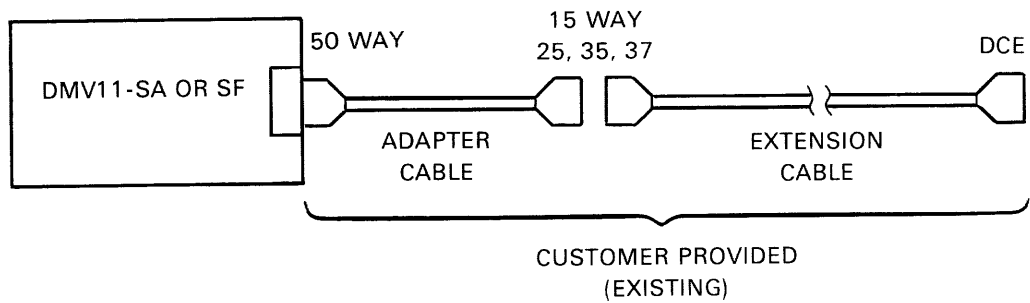 50 WAY
15 WAY
25, 35, 37
DCE
DMV11-SA OR SF
ADAPTER
CABLE
EXTENSION
CABLE
CUSTOMER PROVIDED
(EXISTING)